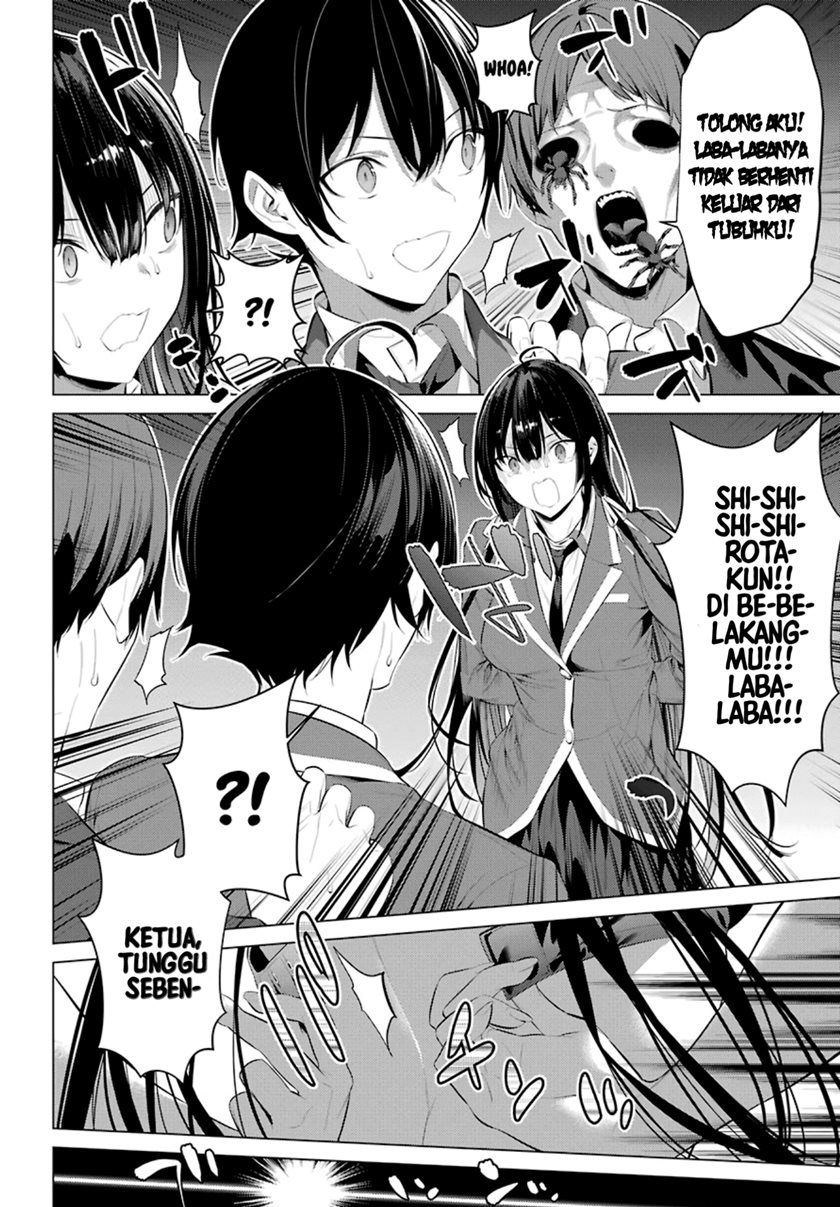 TOLONG AKU!
LABA-LABANYA
TIDAK BERHENTI
KELUAR DARI
TUBUHKU!
WHOA!
?!
SHI-SHI-
SHI-SHI-
ROTA-
KUN!!
DI BE-BE-
LAKANG-
MU!!!
LABA-
LABA!!!
?!
KETUA,
TUNGGU
SEBEN-